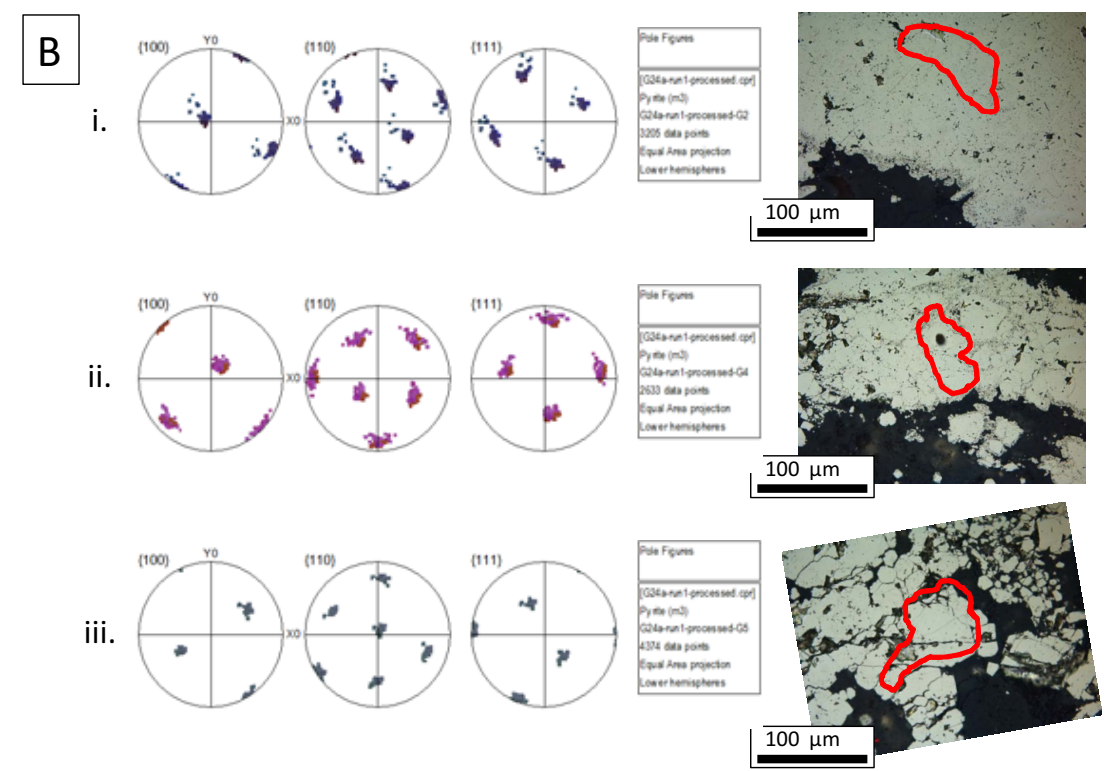 B
i.
{100}
Y0
X0
{110}
{111}
Pole Figures
[G24a-run1-processed.cpr]
Pyrite (m3)
G24a-run1-processed-G2
3205 data points
Equal Area projection
Lower hemispheres
100 µm
ii.
{100}
Y0
X0
{110}
{111}
Pole Figures
[G24a-run1-processed.cpr]
Pyrite (m3)
G24a-run1-processed-G4
2633 data points
Equal Area projection
Lower hemispheres
100 µm
iii.
{100}
Y0
X0
{110}
{111}
Pole Figures
[G24a-run1-processed.cpr]
Pyrite (m3)
G24a-run1-processed-G5
4374 data points
Equal Area projection
Lower hemispheres
100 µm